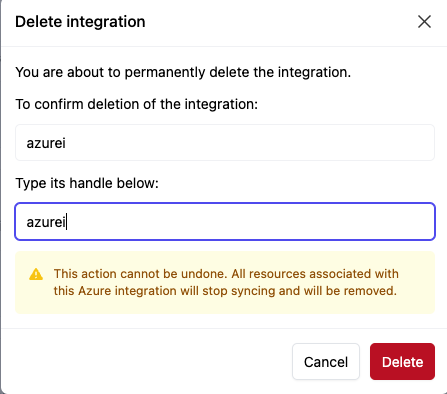 Delete integration
You are about to permanently delete the integration.
To confirm deletion of the integration:
azurei
Type its handle below:
azurei
This action cannot be undone. All resources associated with
this Azure integration will stop syncing and will be removed.
Cancel
Delete